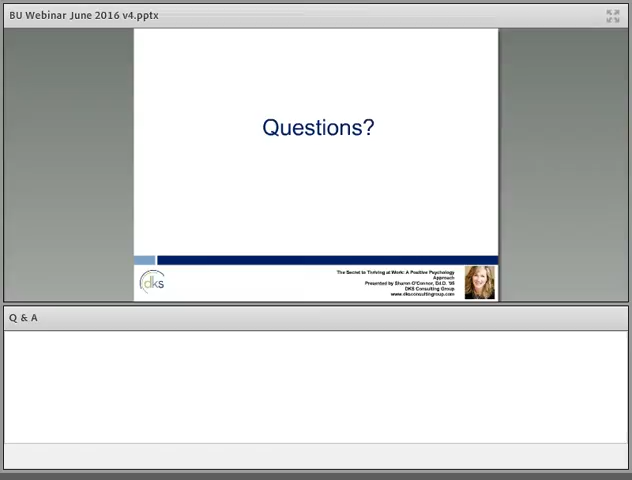 BU Webinar June 2016 v4.pptx
Questions?
The Secret to Thriving at Work: A Positive Psychology
Approach
Presented by Sharon O'Connor, Ed.D. '95
DKS Consulting Group
www.dksconsultingroup.com
dks
Q & A